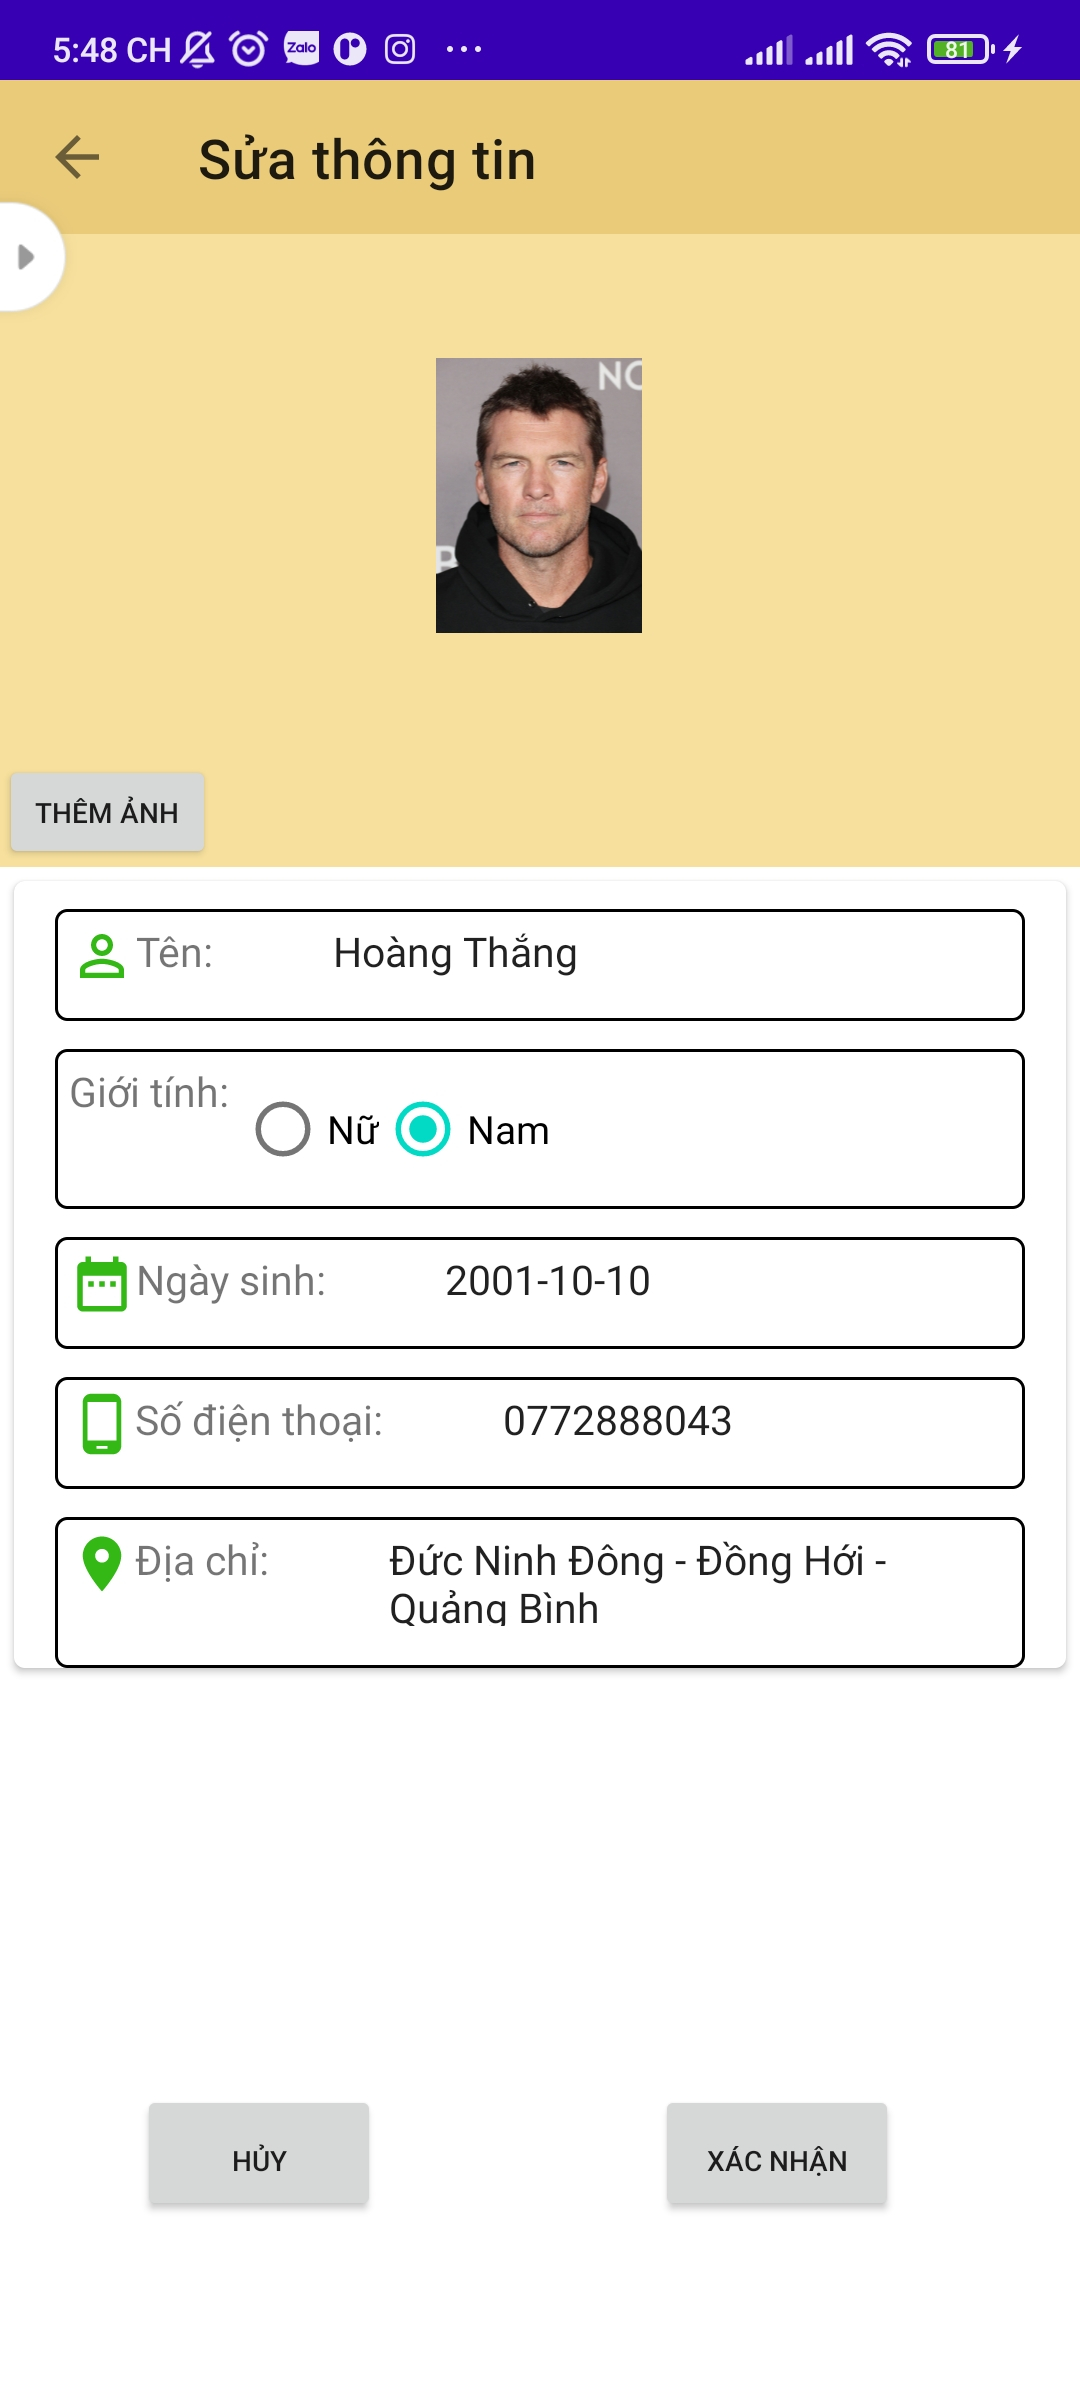 5:48 CH
Zalo
81
Sửa thông tin
NC
B
THÊM ẢNH
Tên: Hoàng Thắng
Giới tính: Nữ Nam
Ngày sinh: 2001-10-10
Số điện thoại: 0772888043
Địa chỉ: Đức Ninh Đông - Đồng Hới -
Quảng Bình
HỦY XÁC NHẬN